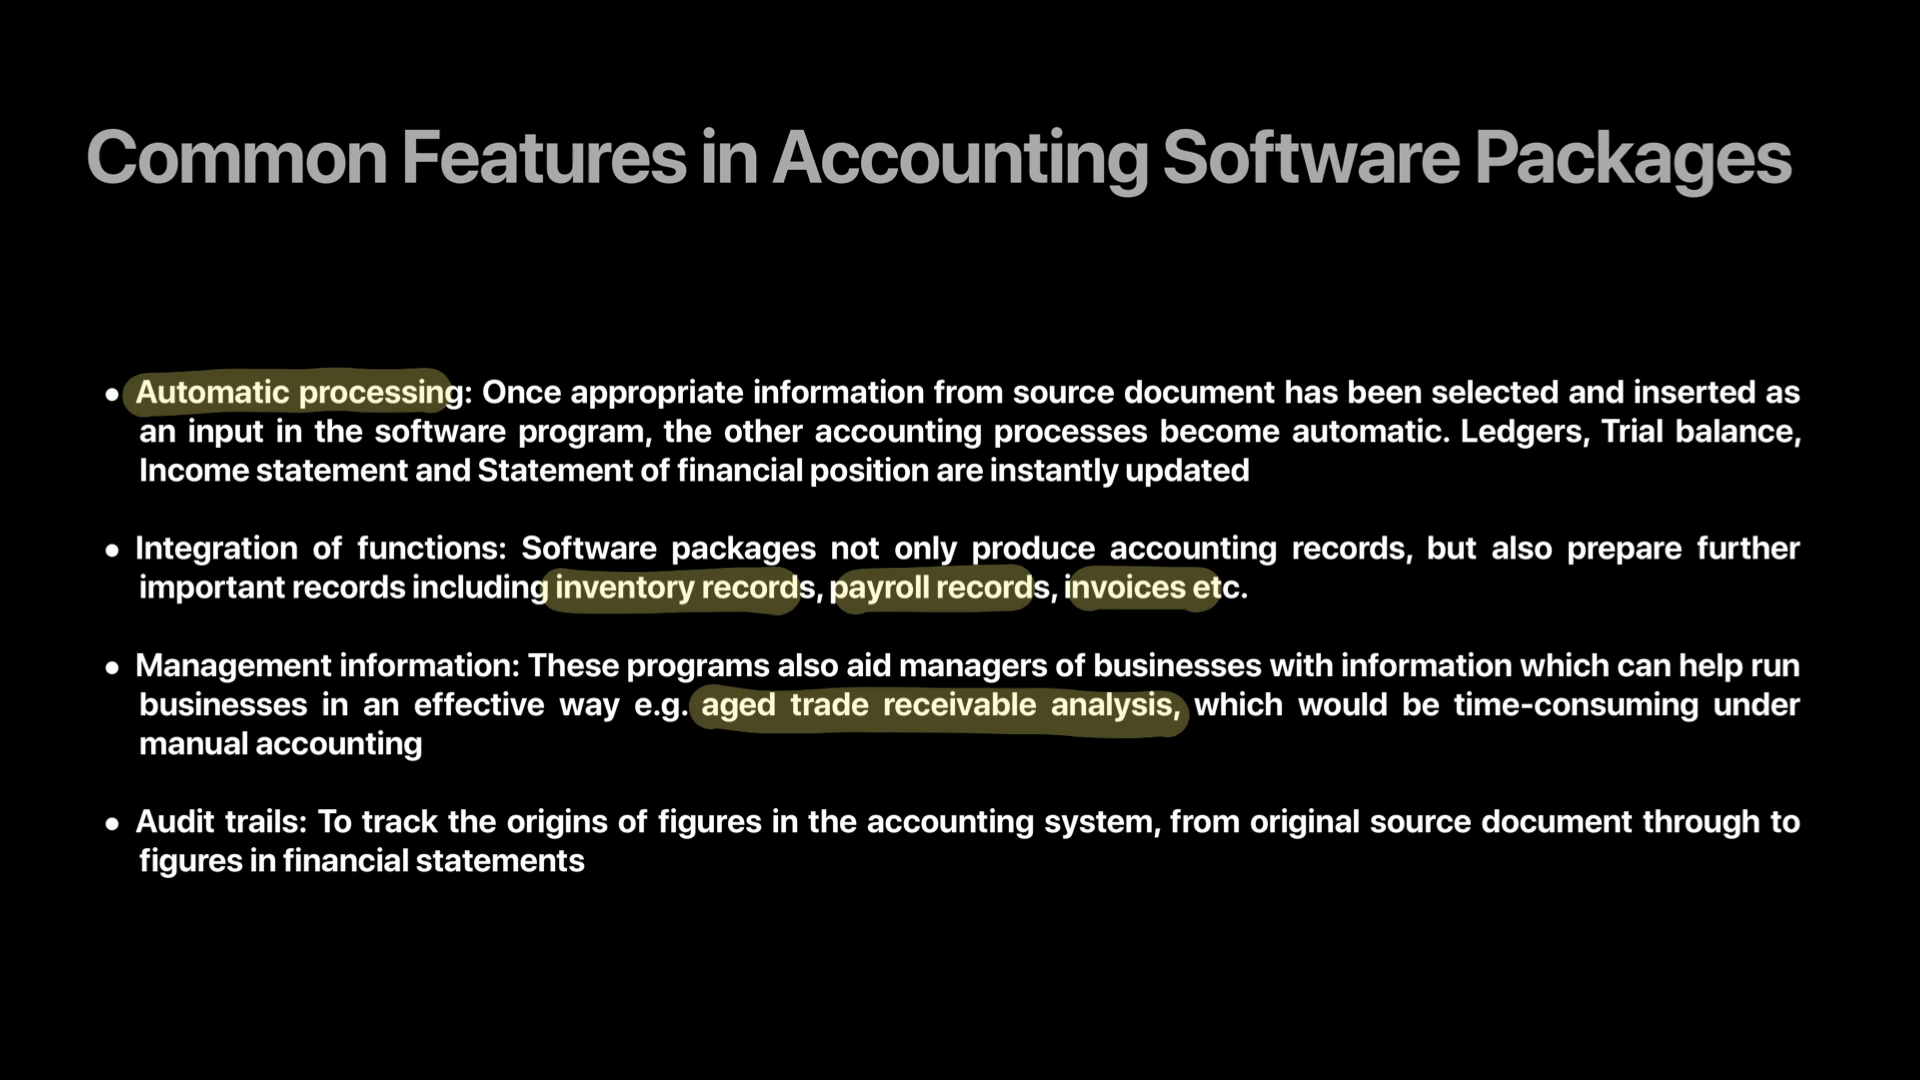 Common Features in Accounting Software Packages
• Automatic processing: Once appropriate information from source document has been selected and inserted as
an input in the software program, the other accounting processes become automatic. Ledgers, Trial balance,
Income statement and Statement of financial position are instantly updated
• Integration of functions: Software packages not only produce accounting records, but also prepare further
important records including inventory records, payroll records, invoices etc.
• Management information: These programs also aid managers of businesses with information which can help run
businesses in an effective way e.g. aged trade receivable analysis, which would be time-consuming under
manual accounting
• Audit trails: To track the origins of figures in the accounting system, from original source document through to
figures in financial statements